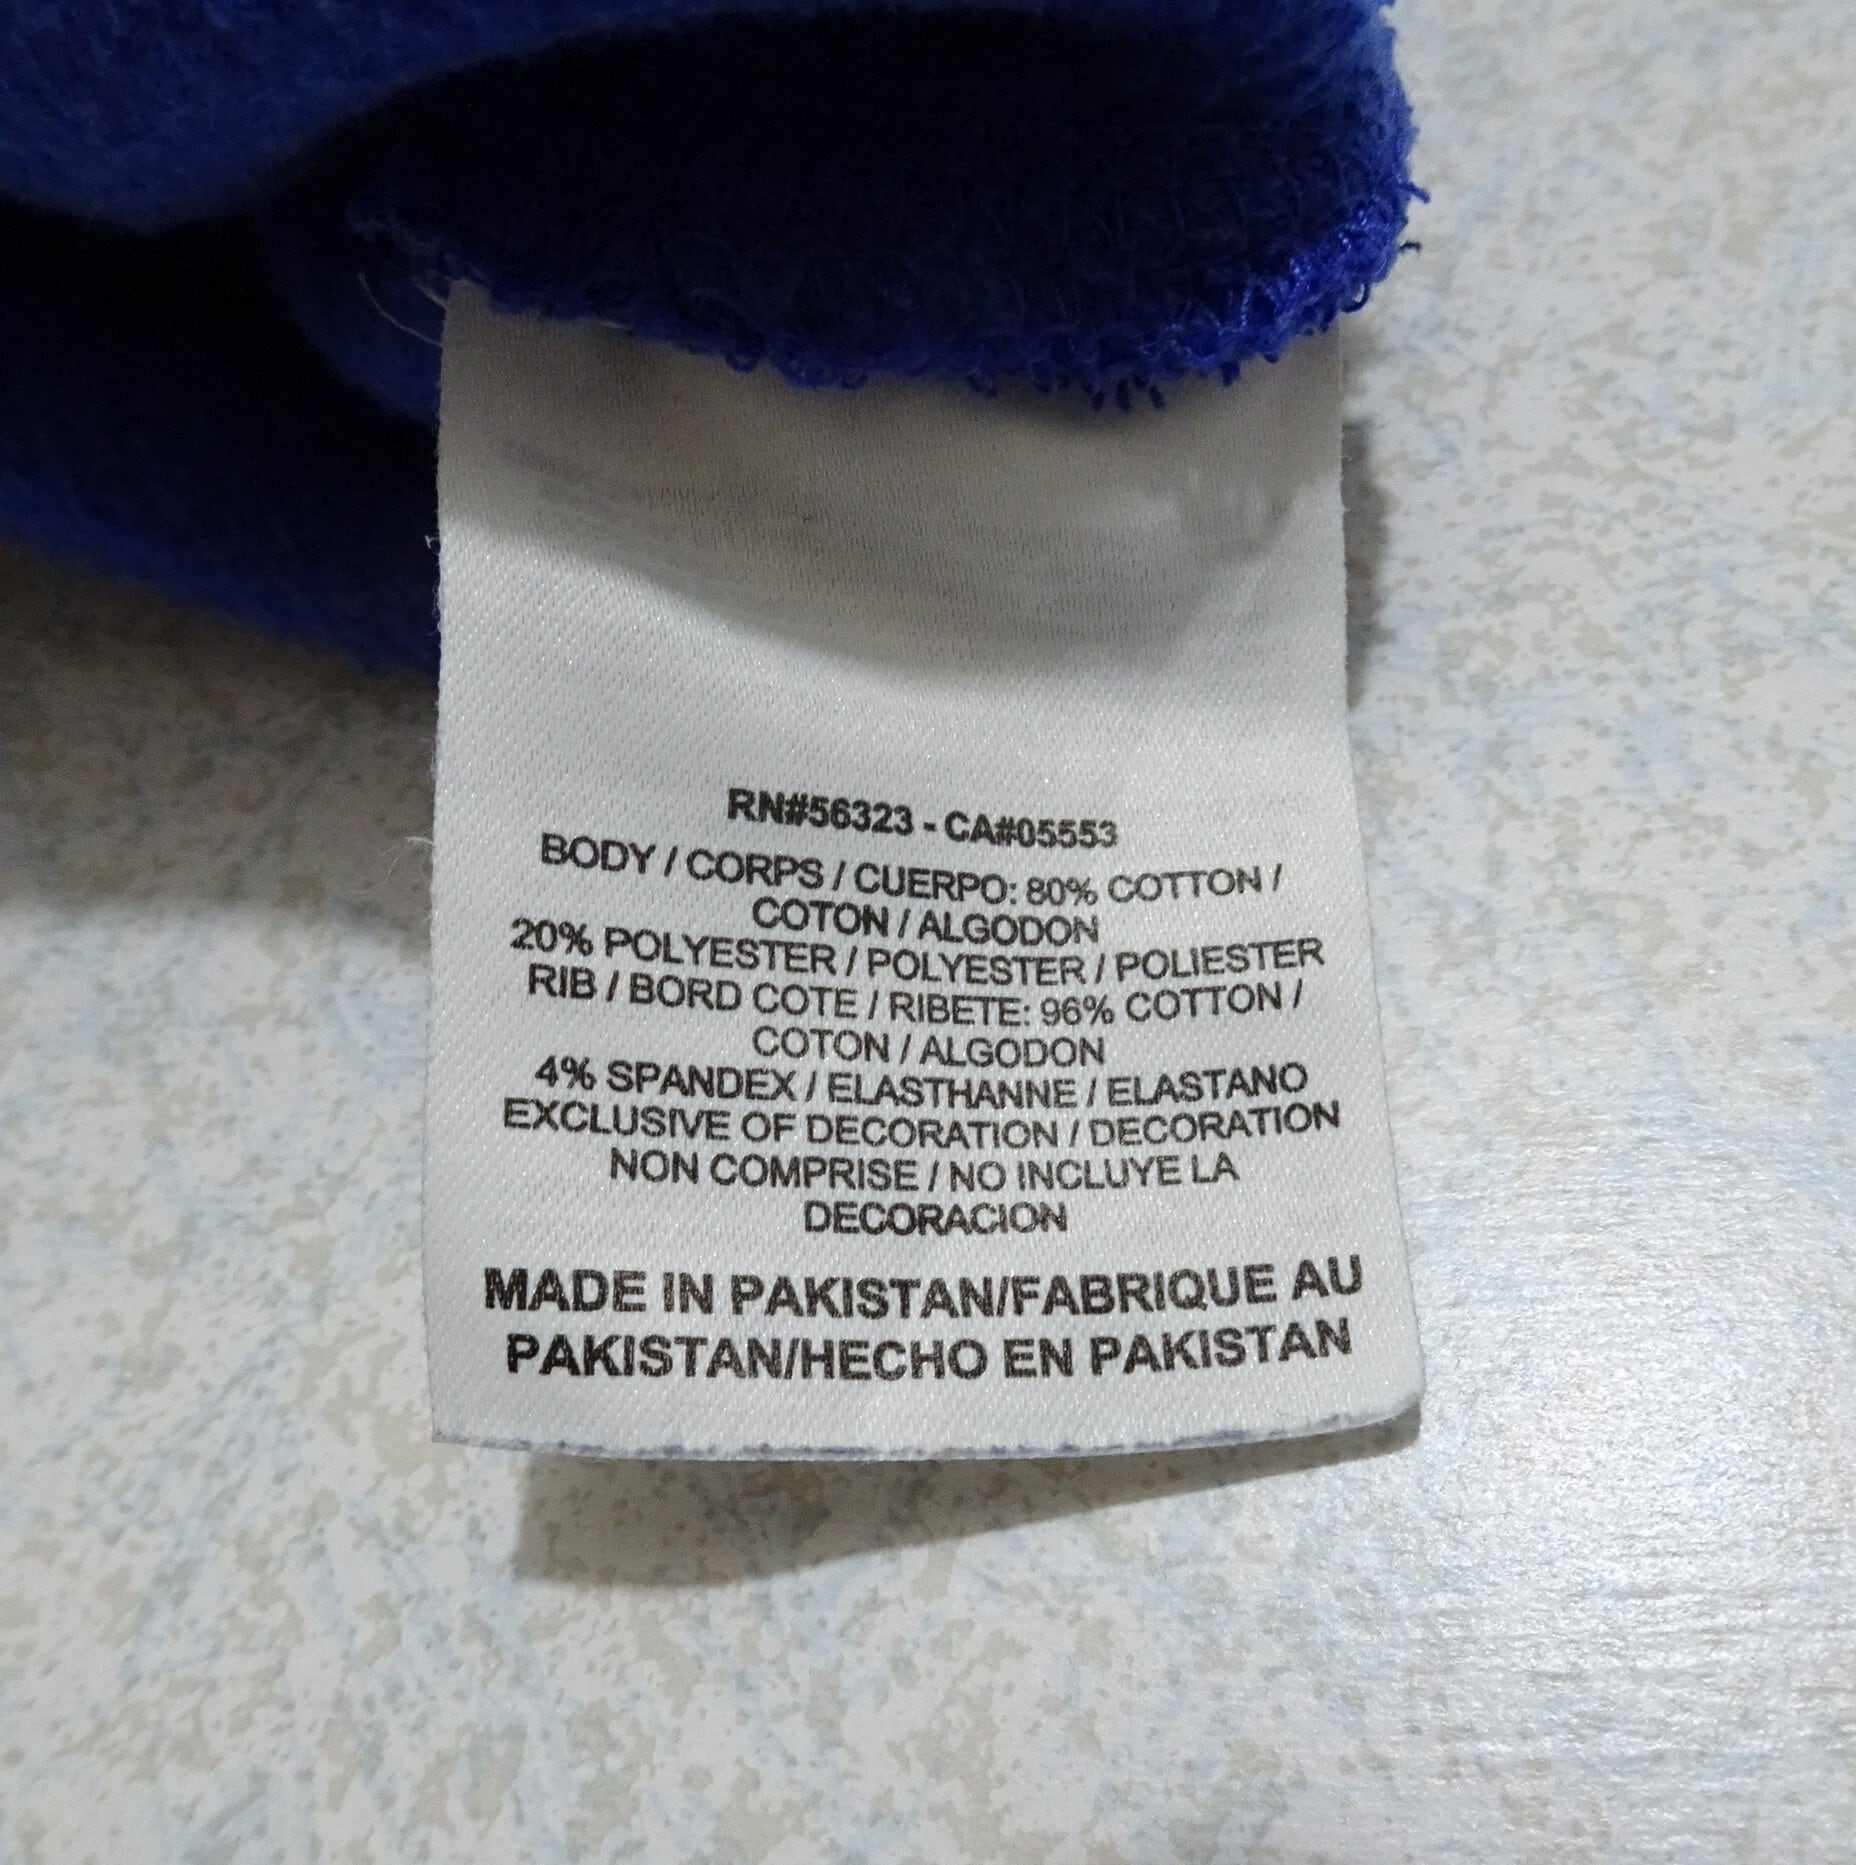 RN#56323 - CA#05553
BODY / CORPS / CUERPO: 80% COTTON /
COTON / ALGODON
20% POLYESTER / POLYESTER / POLIESTER
RIB / BORD COTE / RIBETE: 96% COTTON /
COTON / ALGODON
4% SPANDEX / ELASTHANNE / ELASTANO
EXCLUSIVE OF DECORATION / DECORATION
NON COMPRISE / NO INCLUYE LA
DECORACION
MADE IN PAKISTAN/FABRIQUE AU
PAKISTAN/HECHO EN PAKISTAN